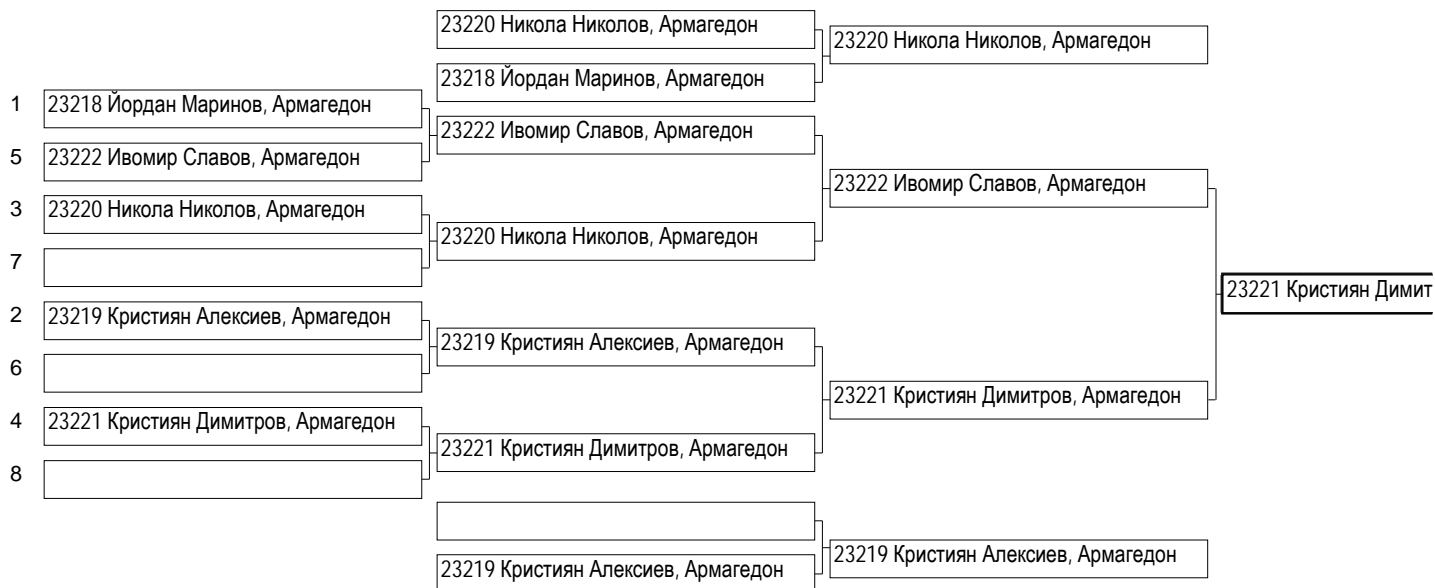 23220 Никола Николов, Армагедон
23220 Никола Николов, Армагедон
23218 Йордан Маринов, Армагедон
1 23218 Йордан Маринов, Армагедон
23222 Ивомир Славов, Армагедон
5 23222 Ивомир Славов, Армагедон
23222 Ивомир Славов, Армагедон
3 23220 Никола Николов, Армагедон
23220 Никола Николов, Армагедон
7
23221 Кристиян Димит
2 23219 Кристиян Алексиев, Армагедон
23219 Кристиян Алексиев, Армагедон
6
23221 Кристиян Димитров, Армагедон
4 23221 Кристиян Димитров, Армагедон
23221 Кристиян Димитров, Армагедон
8
23219 Кристиян Алексиев, Армагедон
23219 Кристиян Алексиев, Армагедон